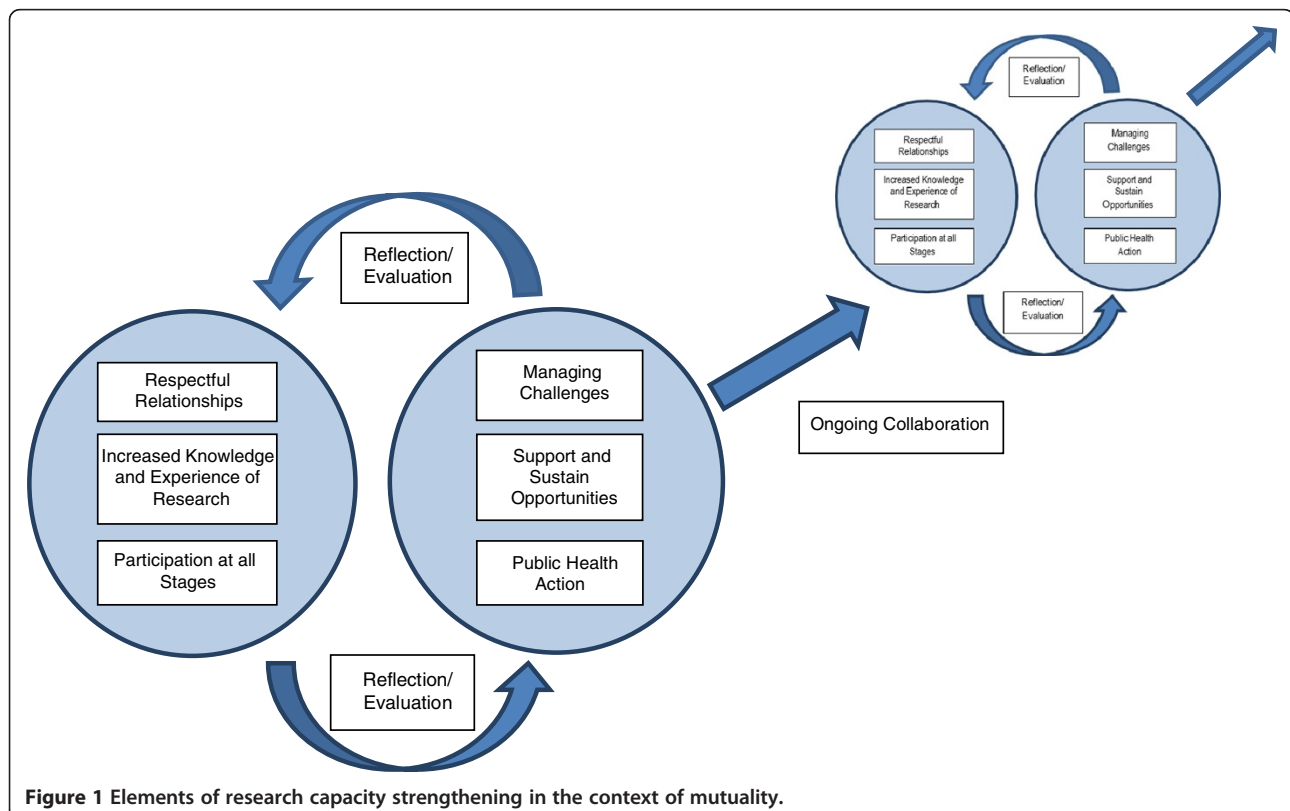 Reflection/
Evaluation
Respectful
Relationships
Increased Knowledge
and Experience of
Research
Participation at all
Stages
Managing
Challenges
Support and
Sustain
Opportunities
Public Health
Action
Reflection/
Evaluation
Reflection/
Evaluation
Respectful
Relationships
Increased Knowledge
and Experience of
Research
Participation at all
Stages
Managing
Challenges
Support and
Sustain
Opportunities
Public Health
Action
Reflection/
Evaluation
Ongoing Collaboration
Figure 1 Elements of research capacity strengthening in the context of mutuality.